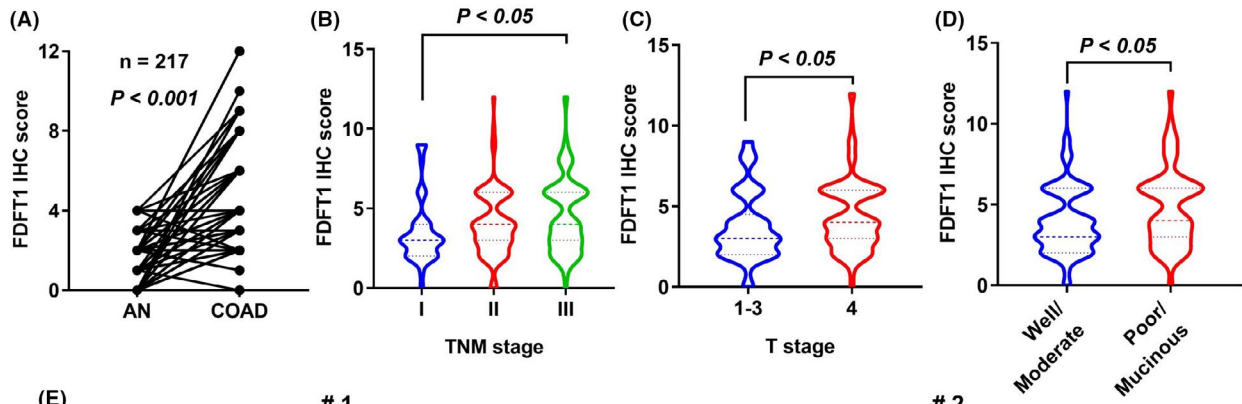 (A)
FDFT1 IHC score
12
8
4
0
n = 217
P < 0.001
AN
COAD
(B)
FDFT1 IHC score
15
10
5
0
P < 0.05
I
II
III
TNM stage
(C)
FDFT1 IHC score
15
10
5
0
P < 0.05
1-3
4
T stage
(D)
FDFT1 IHC score
15
10
5
0
P < 0.05
Well/
Moderate
Poor/
Mucinous
(E)
# 1
# 2